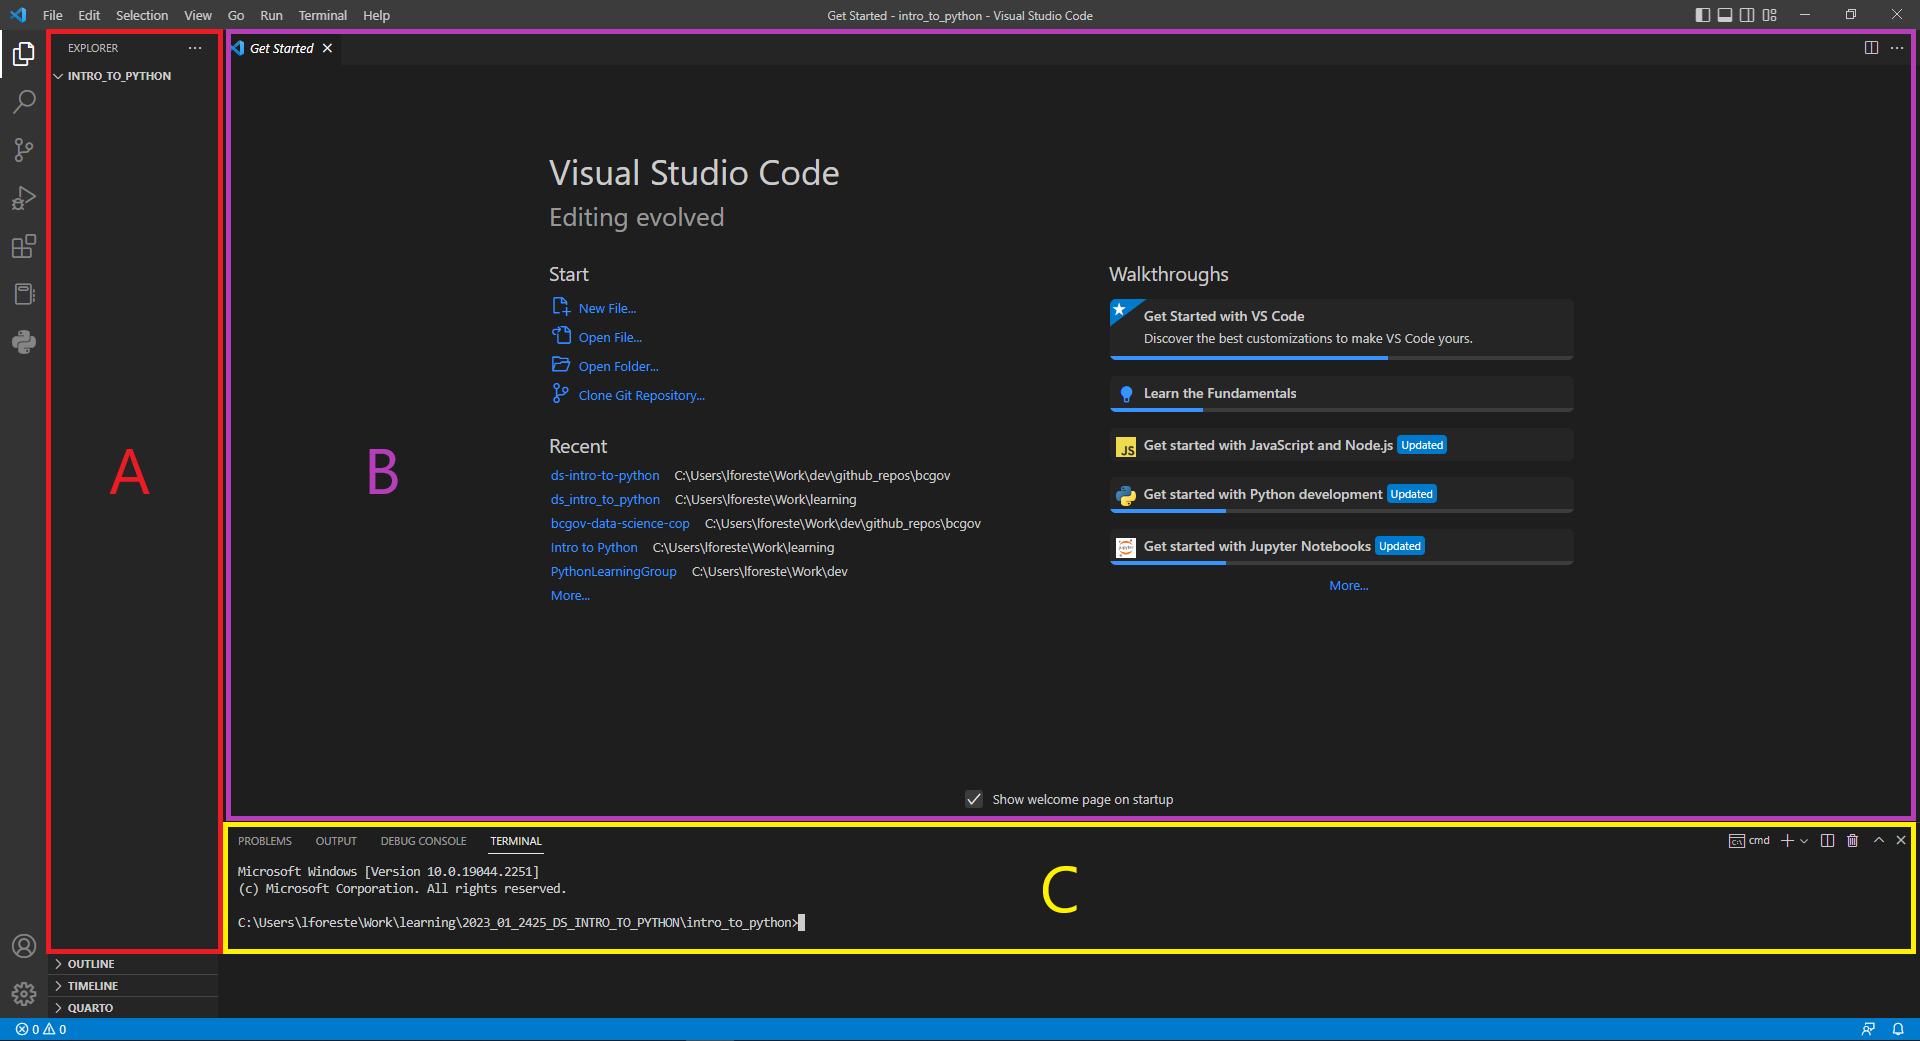 File Edit Selection View Go Run Terminal Help
Get Started - intro_to_python - Visual Studio Code
EXPLORER
INTRO_TO_PYTHON
A
OUTLINE
TIMELINE
QUARTO
Get Started
Visual Studio Code
Editing evolved
Start
New File...
Open File...
Open Folder...
Clone Git Repository...
Recent
ds-intro-to-python C:\Users\lforeste\Work\dev\github_repos\bcgov
ds_intro_to_python C:\Users\lforeste\Work\learning
bcgov-data-science-cop C:\Users\lforeste\Work\dev\github_repos\bcgov
Intro to Python C:\Users\lforeste\Work\learning
PythonLearningGroup C:\Users\lforeste\Work\dev
More...
B
Walkthroughs
Get Started with VS Code
Discover the best customizations to make VS Code yours.
Learn the Fundamentals
JS Get started with JavaScript and Node.js Updated
Get started with Python development Updated
jupyter Get started with Jupyter Notebooks Updated
More...
Show welcome page on startup
PROBLEMS OUTPUT DEBUG CONSOLE TERMINAL
cmd
Microsoft Windows [Version 10.0.19044.2251]
(c) Microsoft Corporation. All rights reserved.
C:\Users\lforeste\Work\learning\2023_01_2425_DS_INTRO_TO_PYTHON\intro_to_python>
C
0 0